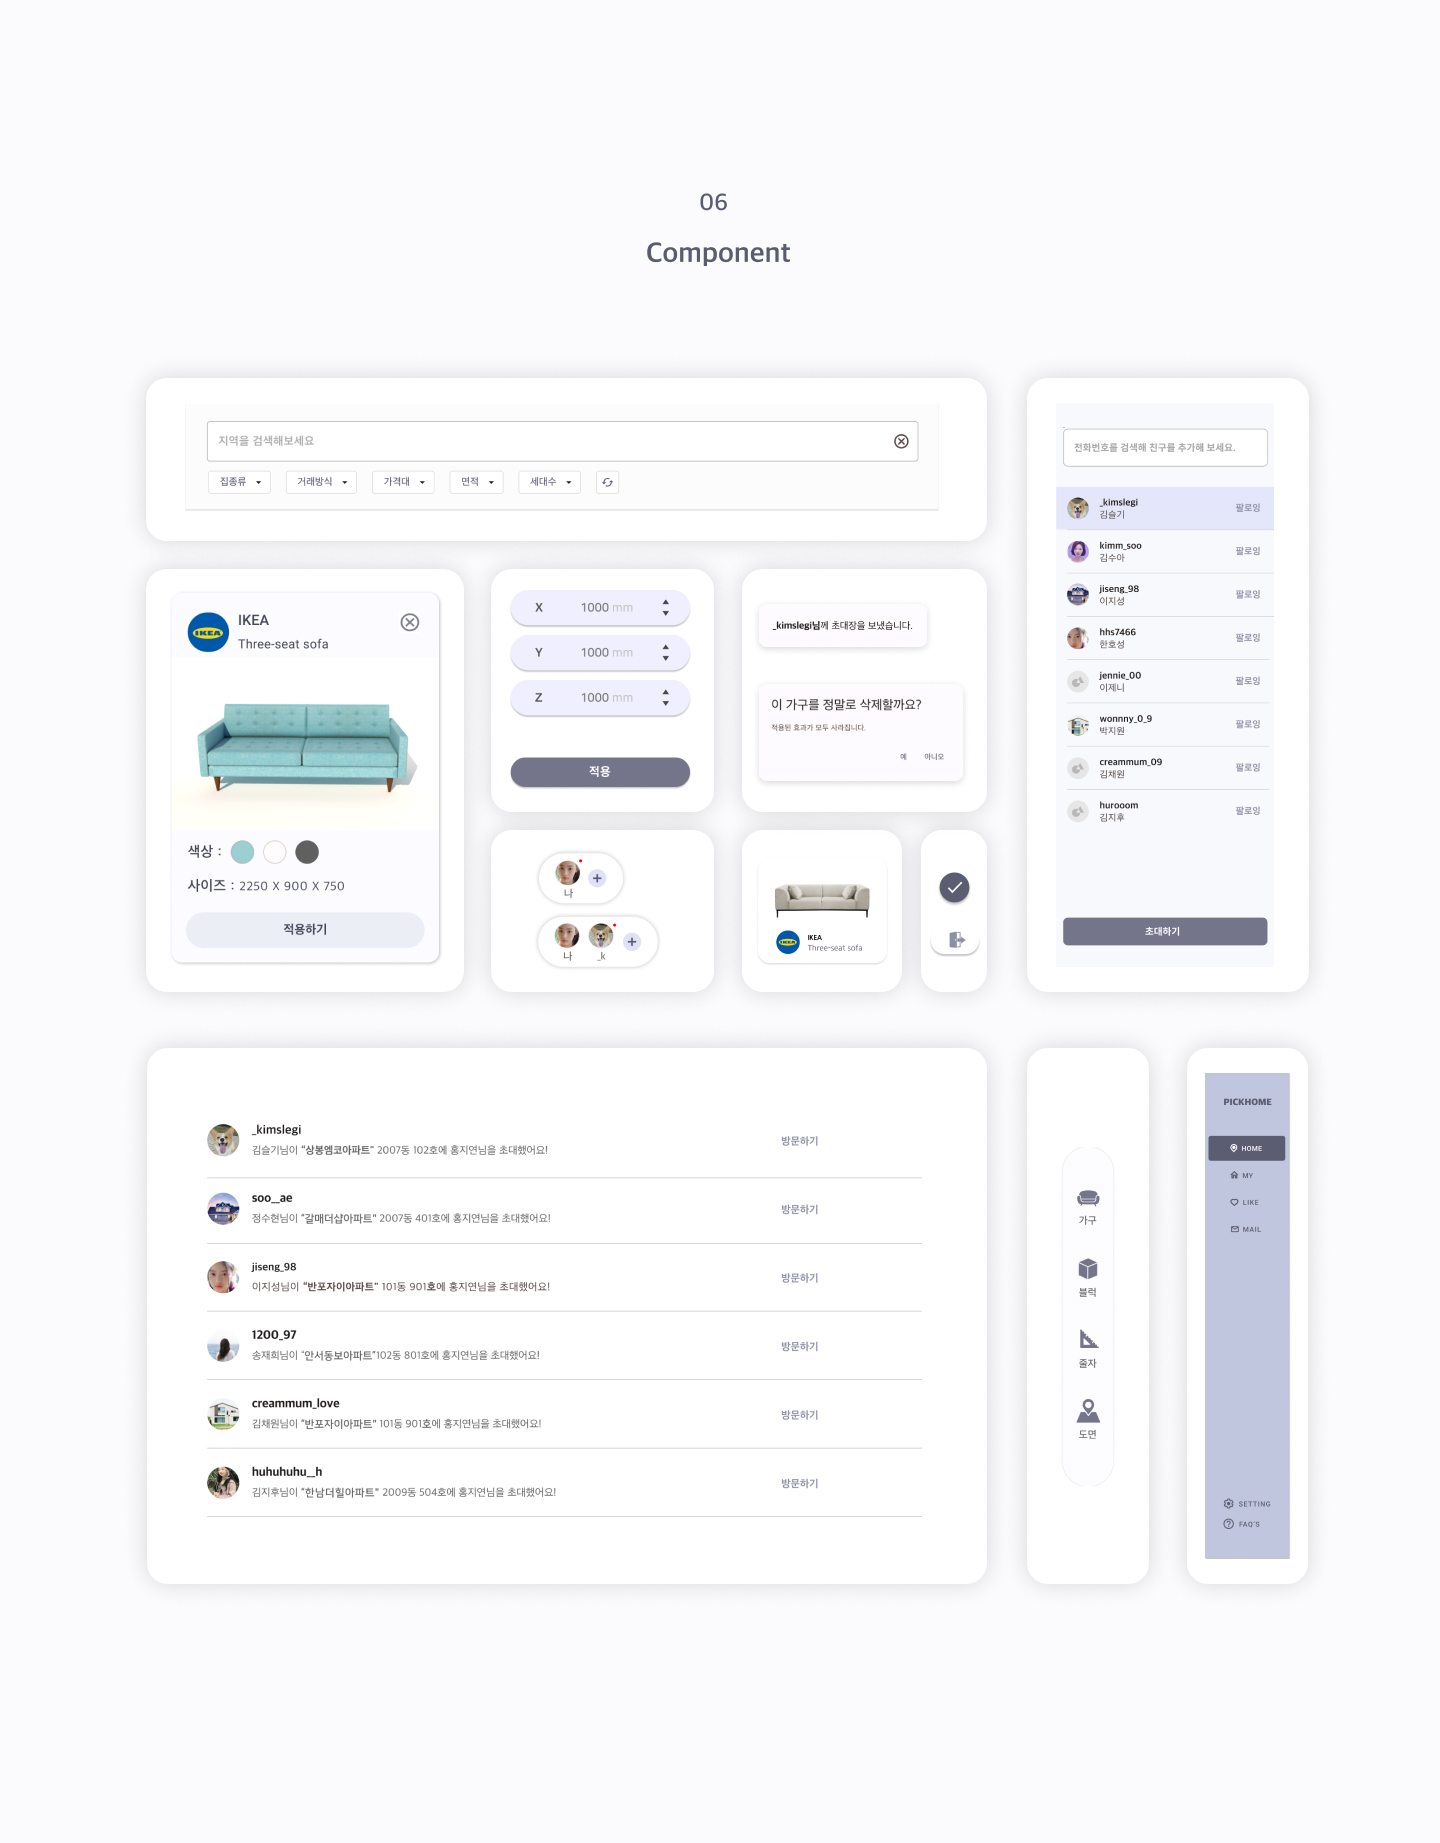 06
Component
지역을 검색해보세요
집종류
거래방식
가격대
면적
세대수
IKEA
IKEA
Three-seat sofa
색상 :
사이즈 : 2250 X 900 X 750
적용하기
X 1000 mm
Y 1000 mm
Z 1000 mm
적용
_kimslegi님께 초대장을 보냈습니다.
이 가구를 정말로 삭제할까요?
적용된 효과가 모두 사라집니다.
예 아니오
나
나 _k
IKEA
IKEA
Three-seat sofa
전화번호를 검색해 친구를 추가해 보세요.
_kimslegi
김슬기
팔로잉
kimm_soo
김수아
팔로잉
jiseng_98
이지성
팔로잉
hhs7466
한호성
팔로잉
jennie_00
이제니
팔로잉
wonnny_0_9
박지원
팔로잉
creammum_09
김채원
팔로잉
hurooom
김지후
팔로잉
초대하기
_kimslegi
김슬기님이 “상봉엠코아파트” 2007동 102호에 홍지연님을 초대했어요!
방문하기
soo__ae
정수현님이 “갈매더샵아파트” 2007동 401호에 홍지연님을 초대했어요!
방문하기
jiseng_98
이지성님이 “반포자이아파트” 101동 901호에 홍지연님을 초대했어요!
방문하기
1200_97
송재희님이 “안서동보아파트”102동 801호에 홍지연님을 초대했어요!
방문하기
creammum_love
김채원님이 “반포자이아파트” 101동 901호에 홍지연님을 초대했어요!
방문하기
huhuhuhu__h
김지후님이 “한남더힐아파트” 2009동 504호에 홍지연님을 초대했어요!
방문하기
가구
블럭
줄자
도면
PICKHOME
HOME
MY
LIKE
MAIL
SETTING
FAQ'S